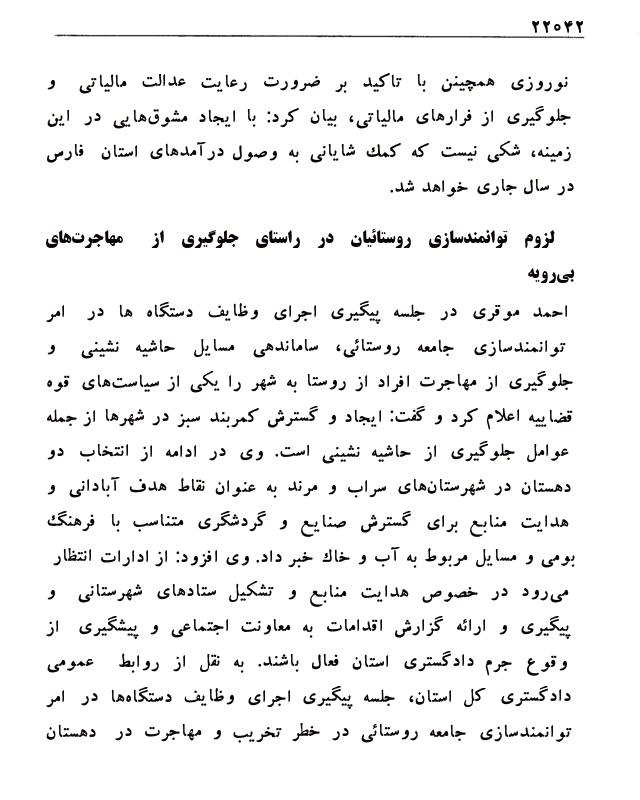 ۲۲۰۴۲
نوروزی همچینن با تاکید بر ضرورت رعایت عدالت مالیاتی و
جلوگیری از فرارهای مالیاتی، بیان کرد: با ایجاد مشوق‌هایی در این
زمینه، شکی نیست که کمك شایانی به وصول درآمدهای استان فارس
در سال جاری خواهد شد.
لزوم توانمندسازی روستائیان در راستای جلوگیری از مهاجرت‌های
بی‌رویه
احمد موقری در جلسه پیگیری اجرای وظایف دستگاه ها در امر
توانمندسازی جامعه روستائی، ساماندهی مسایل حاشیه نشینی و
جلوگیری از مهاجرت افراد از روستا به شهر را یکی از سیاست‌های قوه
قضاییه اعلام کرد و گفت: ایجاد و گسترش کمربند سبز در شهرها از جمله
عوامل جلوگیری از حاشیه نشینی است. وی در ادامه از انتخاب دو
دهستان در شهرستان‌های سراب و مرند به عنوان نقاط هدف آبادانی و
هدایت منابع برای گسترش صنایع و گردشگری متناسب با فرهنگ
بومی و مسایل مربوط به آب و خاك خبر داد. وی افزود: از ادارات انتظار
می‌رود در خصوص هدایت منابع و تشکیل ستادهای شهرستانی و
پیگیری و ارائه گزارش اقدامات به معاونت اجتماعی و پیشگیری از
وقوع جرم دادگستری استان فعال باشند. به نقل از روابط عمومی
دادگستری کل استان، جلسه پیگیری اجرای وظایف دستگاه‌ها در امر
توانمندسازی جامعه روستائی در خطر تخریب و مهاجرت در دهستان